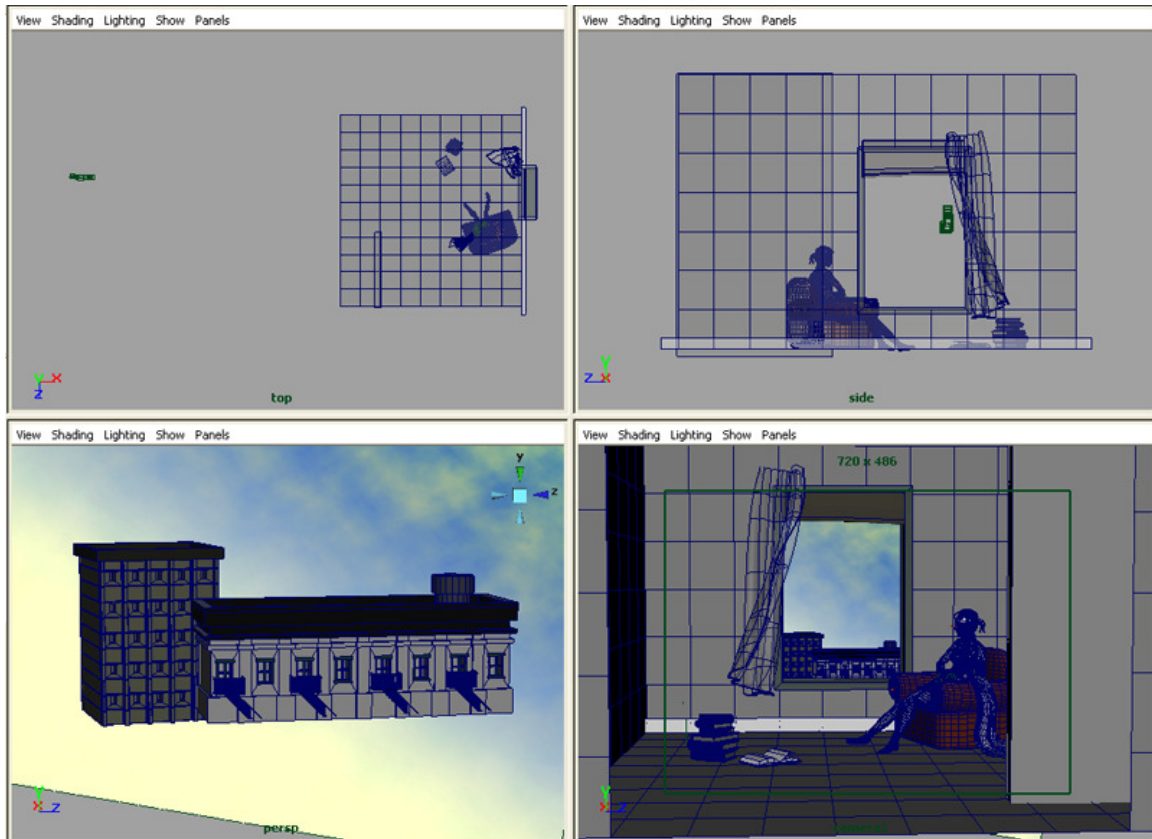 View Shading Lighting Show Panels
Y X
Z
top
View Shading Lighting Show Panels
Y
Z X
side
View Shading Lighting Show Panels
y
z
Y
X Z
persp
View Shading Lighting Show Panels
720 x 486
Y
X Z